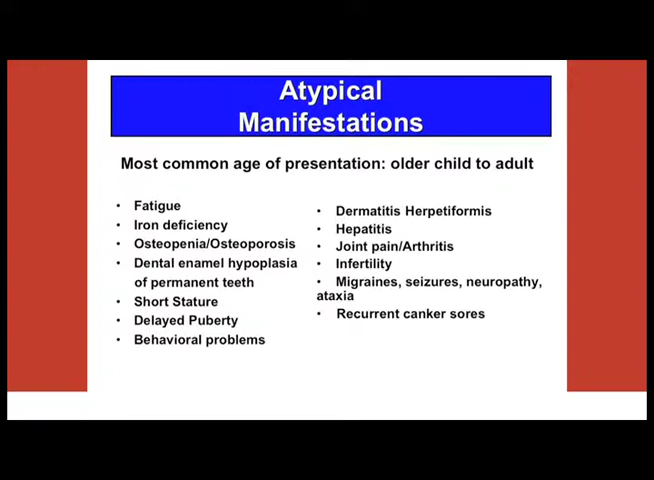 Atypical
Manifestations
Most common age of presentation: older child to adult
• Fatigue
• Iron deficiency
• Osteopenia/Osteoporosis
• Dental enamel hypoplasia
of permanent teeth
• Short Stature
• Delayed Puberty
• Behavioral problems
• Dermatitis Herpetiformis
• Hepatitis
• Joint pain/Arthritis
• Infertility
• Migraines, seizures, neuropathy,
ataxia
• Recurrent canker sores